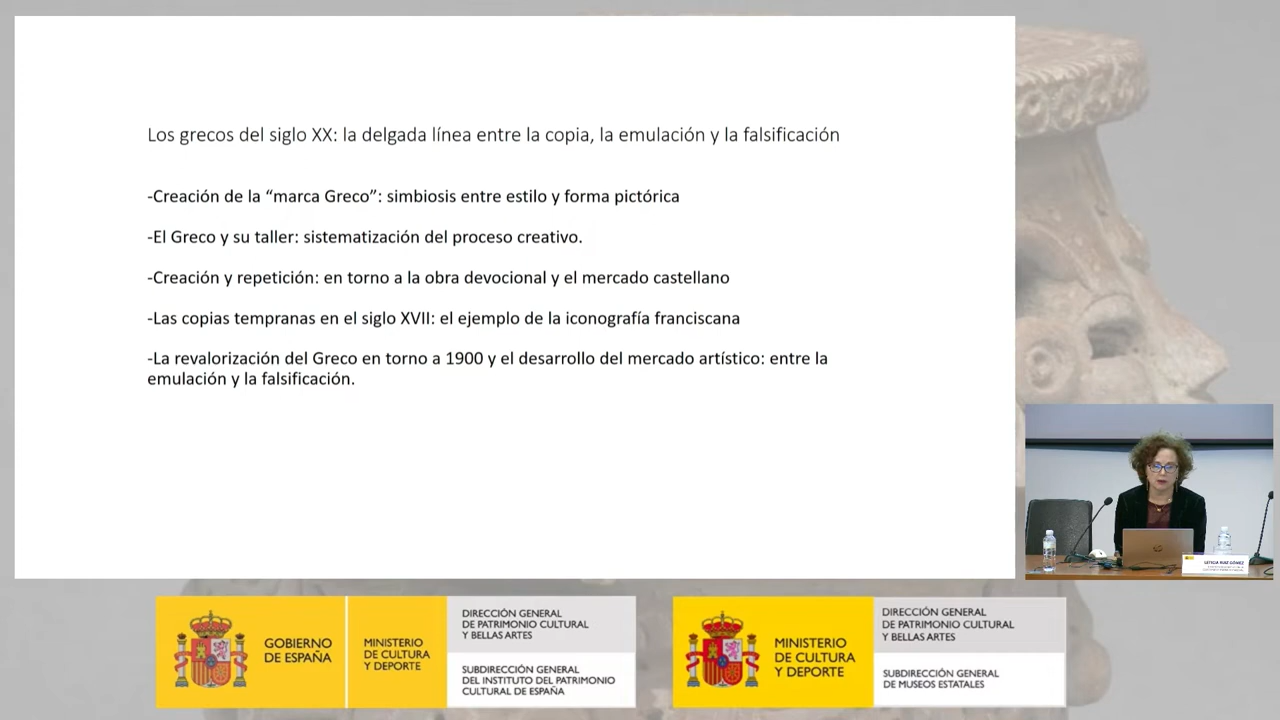 Los grecos del siglo XX: la delgada línea entre la copia, la emulación y la falsificación
-Creación de la “marca Greco”: simbiosis entre estilo y forma pictórica
-El Greco y su taller: sistematización del proceso creativo.
-Creación y repetición: en torno a la obra devocional y el mercado castellano
-Las copias tempranas en el siglo XVII: el ejemplo de la iconografía franciscana
-La revalorización del Greco en torno a 1900 y el desarrollo del mercado artístico: entre la
emulación y la falsificación.
LETICIA RUIZ GÓMEZ
GOBIERNO
DE ESPAÑA
MINISTERIO
DE CULTURA
Y DEPORTE
DIRECCIÓN GENERAL
DE PATRIMONIO CULTURAL
Y BELLAS ARTES
SUBDIRECCIÓN GENERAL
DEL INSTITUTO DEL PATRIMONIO
CULTURAL DE ESPAÑA
MINISTERIO
DE CULTURA
Y DEPORTE
DIRECCIÓN GENERAL
DE PATRIMONIO CULTURAL
Y BELLAS ARTES
SUBDIRECCIÓN GENERAL
DE MUSEOS ESTATALES